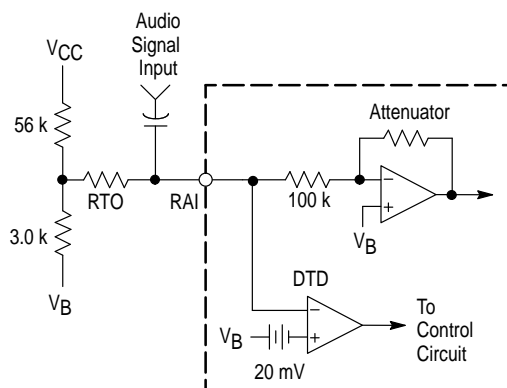 Audio
Signal
Input
VCC
56 k
RTO
3.0 k
VB
RAI
100 k
Attenuator
-
+
VB
DTD
-
+
VB
20 mV
To
Control
Circuit